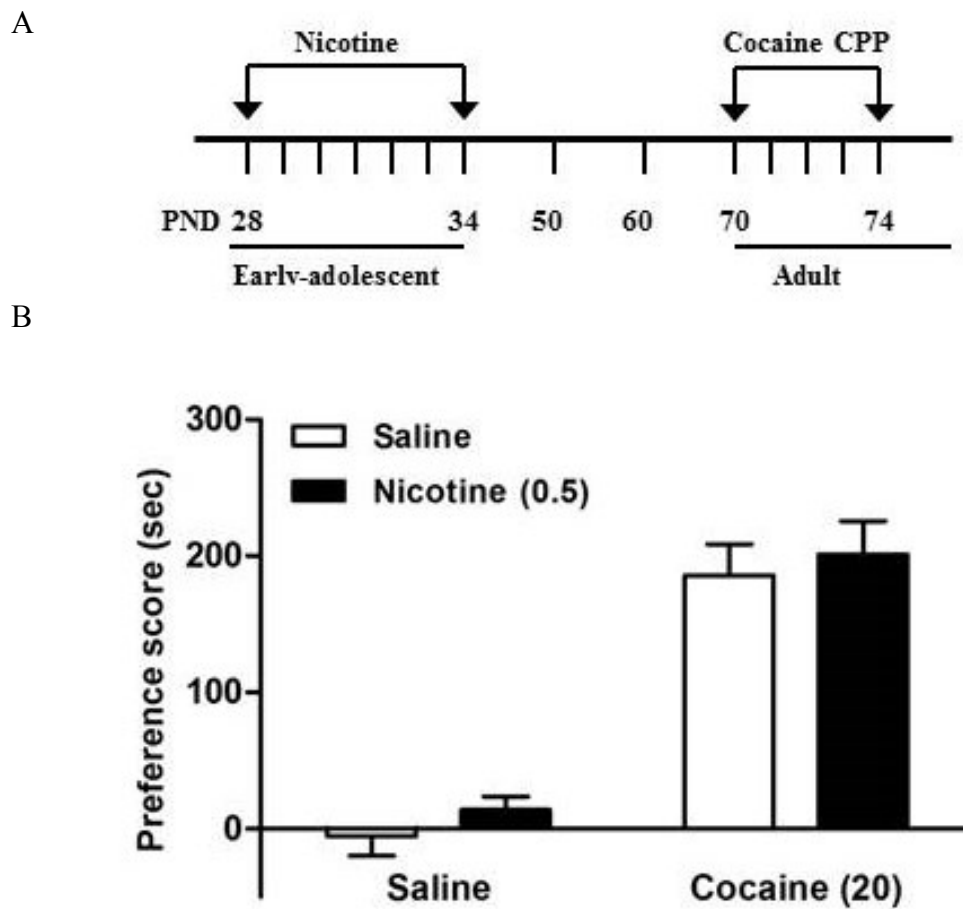 A
Nicotine Cocaine CPP
PND 28 34 50 60 70 74
Early-adolescent Adult
B
300
200
100
0
Preference score (sec)
Saline
Nicotine (0.5)
Saline Cocaine (20)